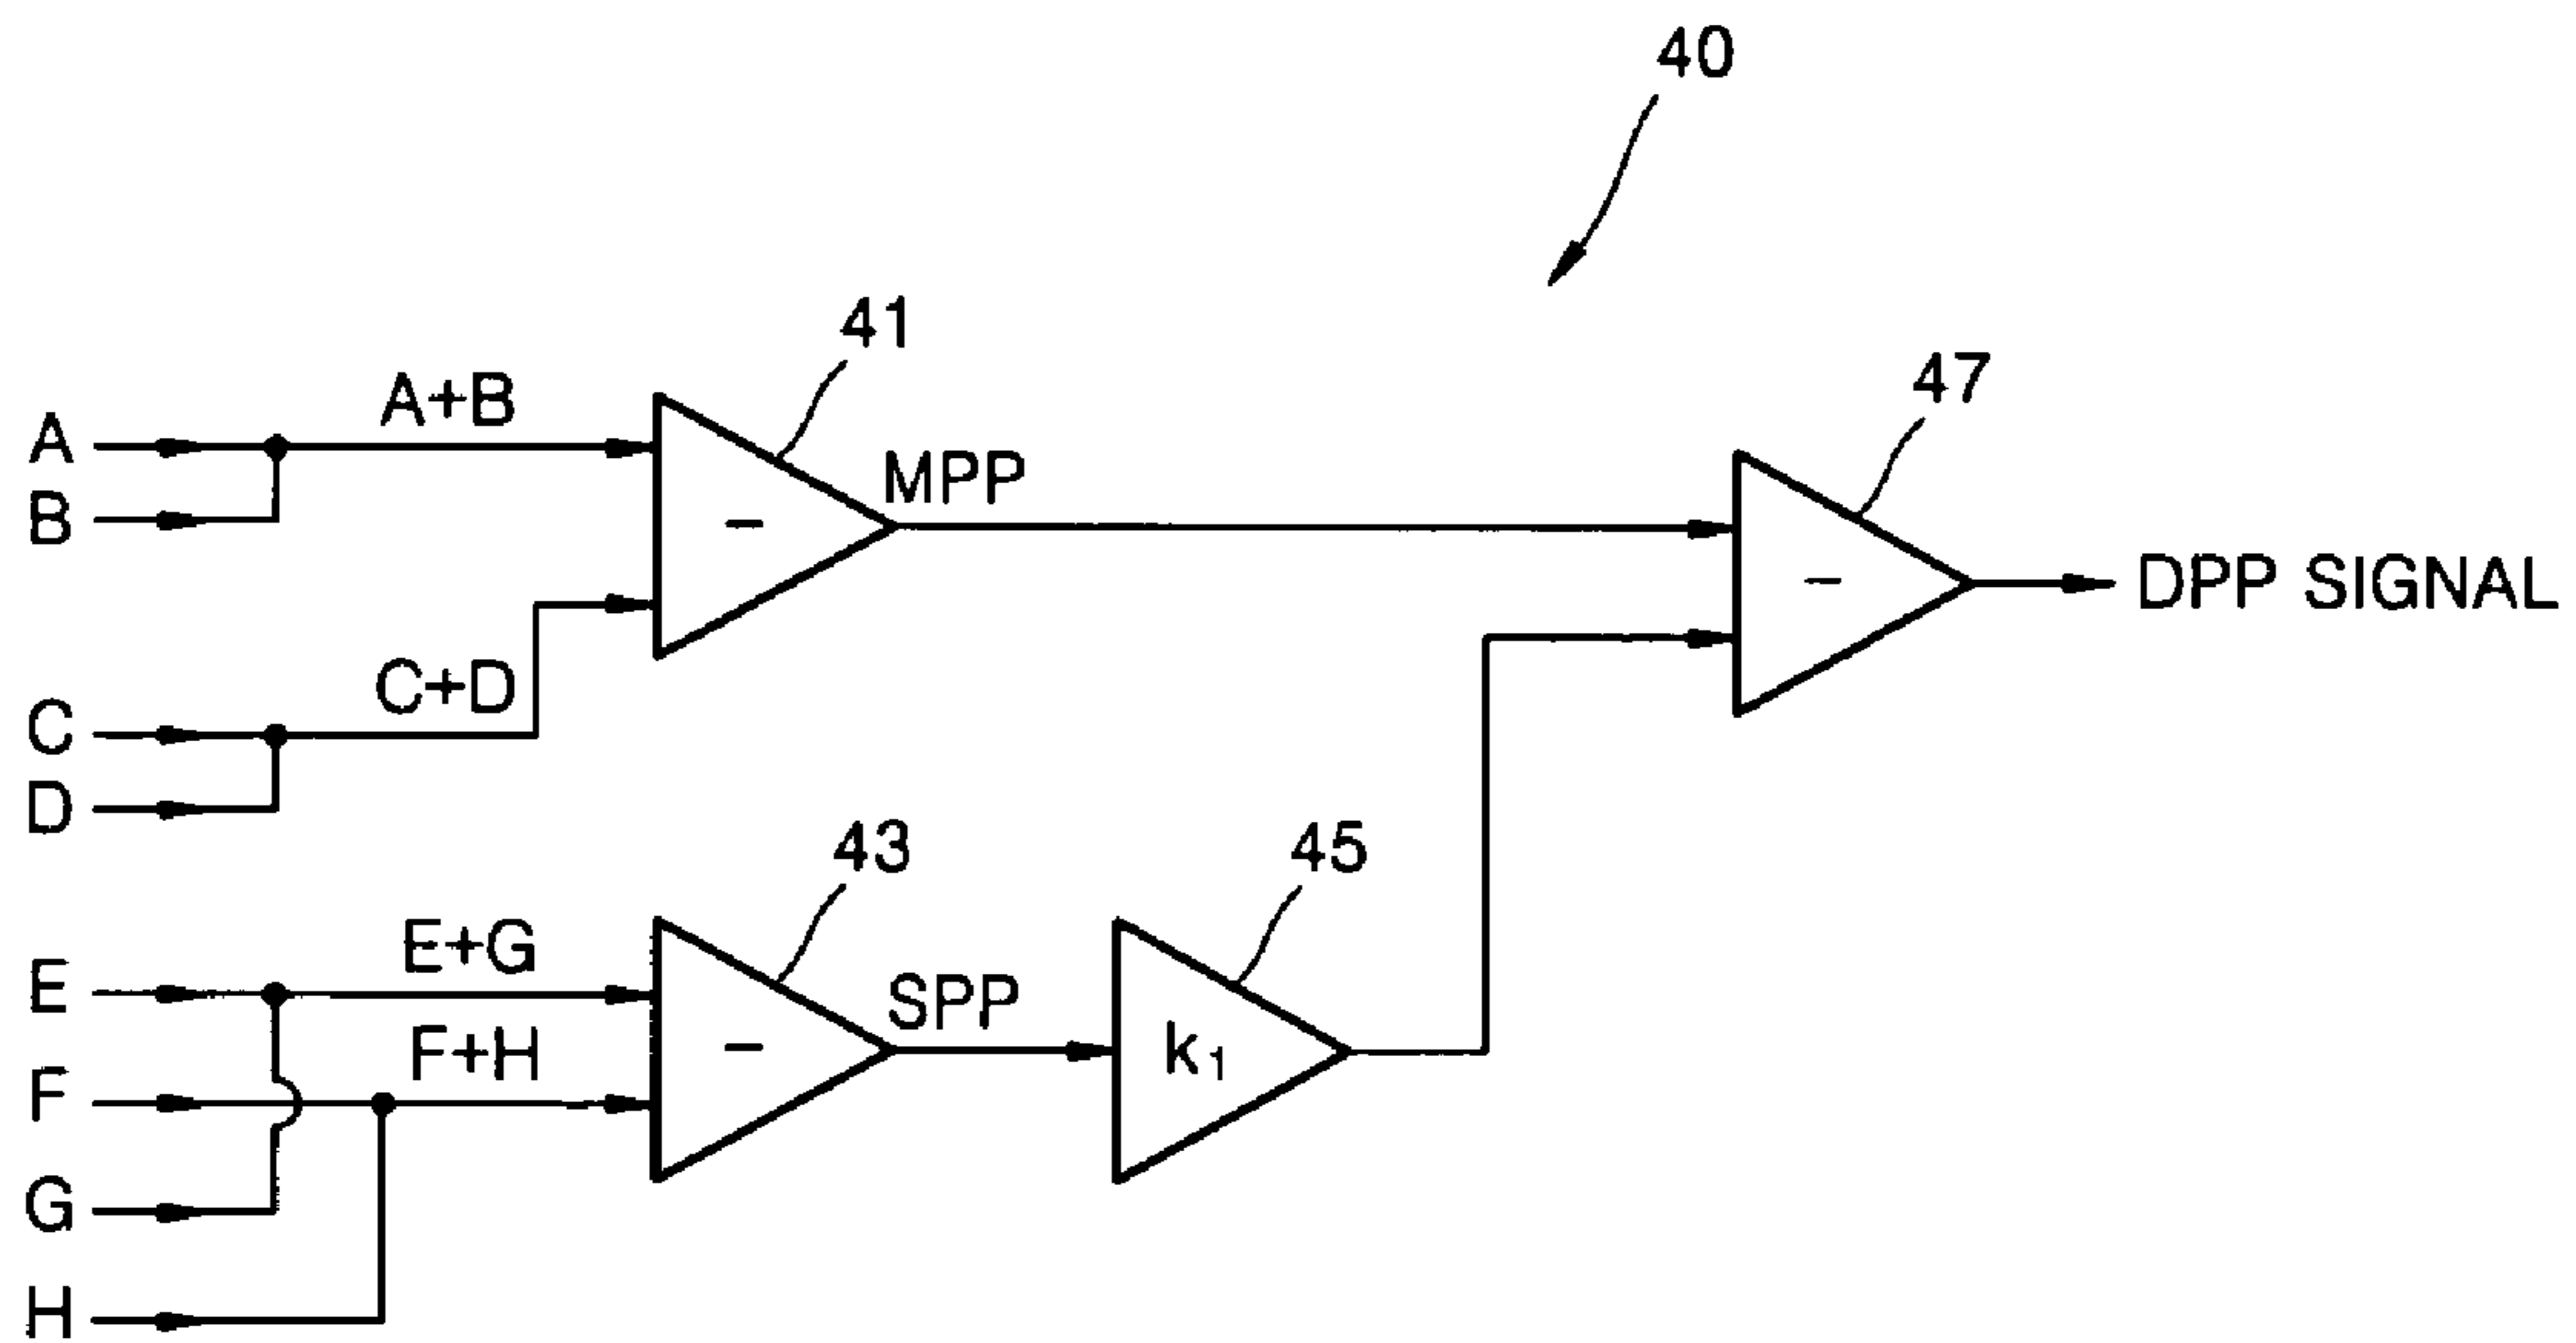 40
41
47
A+B
A
MPP
B
–
–
DPP SIGNAL
C+D
C
D
43
45
E+G
E
SPP
F+H
–
k₁
F
G
H